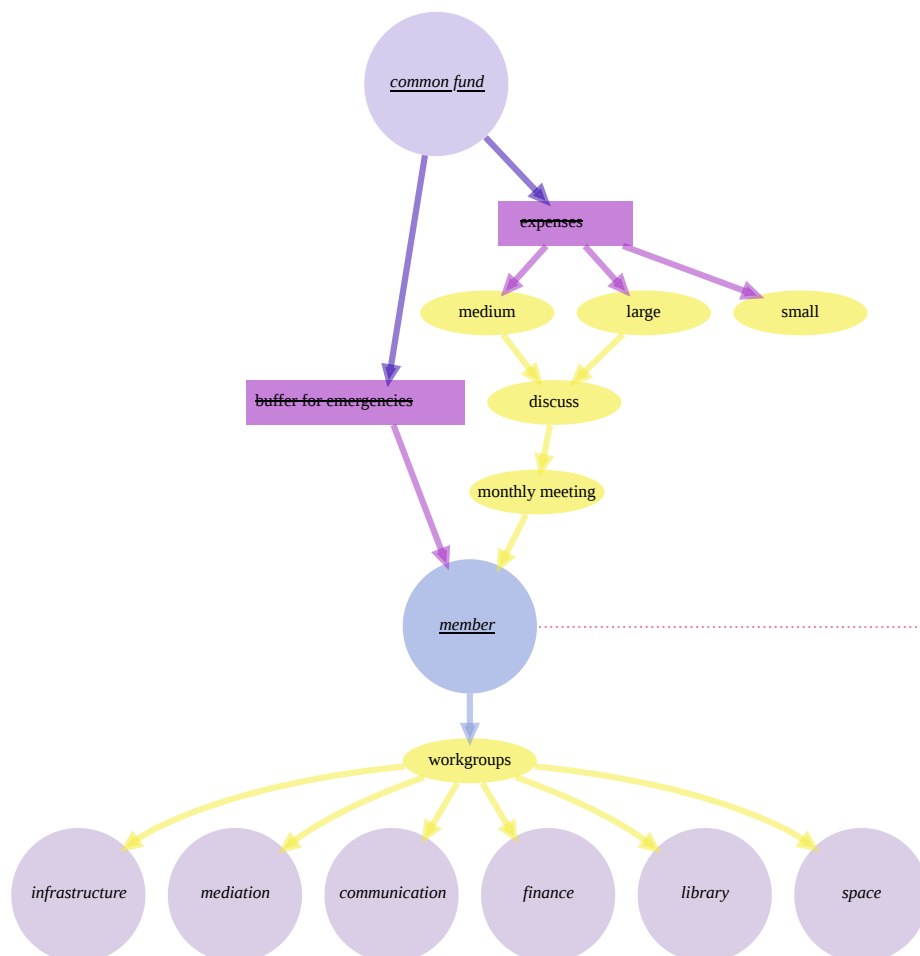 common fund
expenses
medium
large
small
buffer for emergencies
discuss
monthly meeting
member
workgroups
infrastructure
mediation
communication
finance
library
space